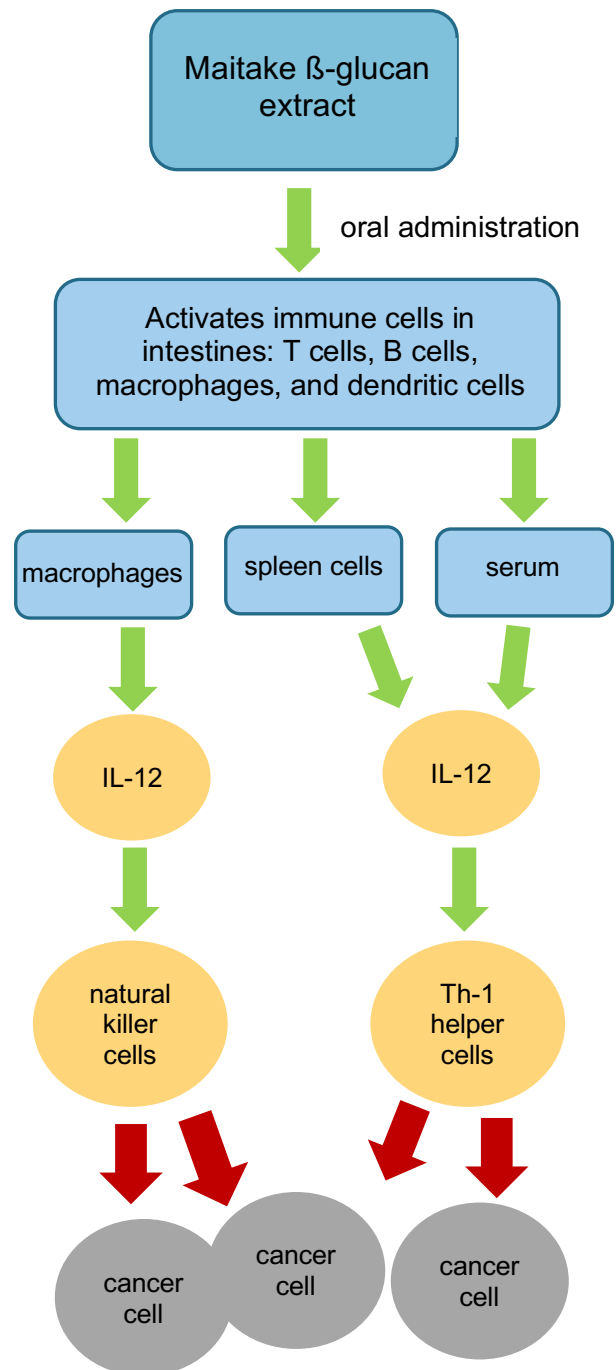 Maitake ß-glucan
extract
oral administration
Activates immune cells in
intestines: T cells, B cells,
macrophages, and dendritic cells
macrophages
spleen cells
serum
IL-12
IL-12
natural
killer
cells
Th-1
helper
cells
cancer
cell
cancer
cell
cancer
cell